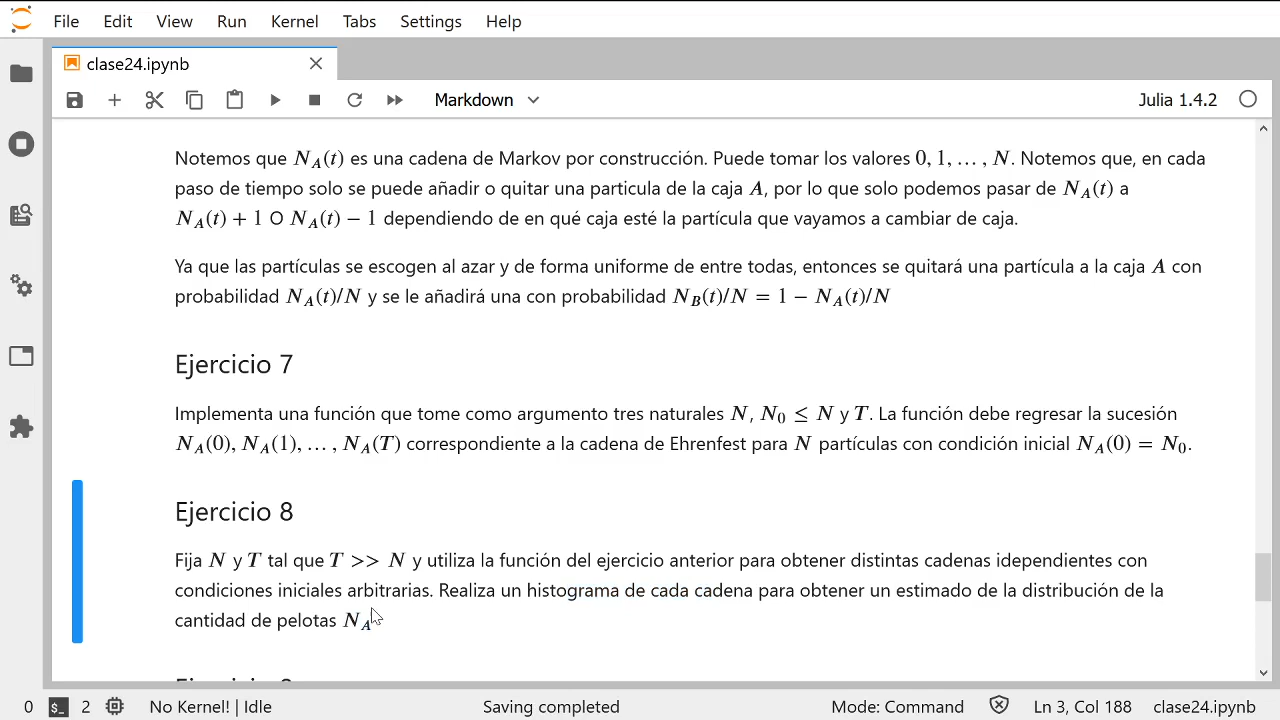 File Edit View Run Kernel Tabs Settings Help
clase24.ipynb
Markdown
Julia 1.4.2
Notemos que N_A(t) es una cadena de Markov por construcción. Puede tomar los valores 0, 1, … , N. Notemos que, en cada
paso de tiempo solo se puede añadir o quitar una particula de la caja A, por lo que solo podemos pasar de N_A(t) a
N_A(t) + 1 O N_A(t) − 1 dependiendo de en qué caja esté la partícula que vayamos a cambiar de caja.
Ya que las partículas se escogen al azar y de forma uniforme de entre todas, entonces se quitará una partícula a la caja A con
probabilidad N_A(t)/N y se le añadirá una con probabilidad N_B(t)/N = 1 − N_A(t)/N
Ejercicio 7
Implementa una función que tome como argumento tres naturales N, N_0 ≤ N y T. La función debe regresar la sucesión
N_A(0), N_A(1), … , N_A(T) correspondiente a la cadena de Ehrenfest para N partículas con condición inicial N_A(0) = N_0.
Ejercicio 8
Fija N y T tal que T >> N y utiliza la función del ejercicio anterior para obtener distintas cadenas idependientes con
condiciones iniciales arbitrarias. Realiza un histograma de cada cadena para obtener un estimado de la distribución de la
cantidad de pelotas N_A
0 $_ 2 No Kernel! | Idle Saving completed Mode: Command Ln 3, Col 188 clase24.ipynb